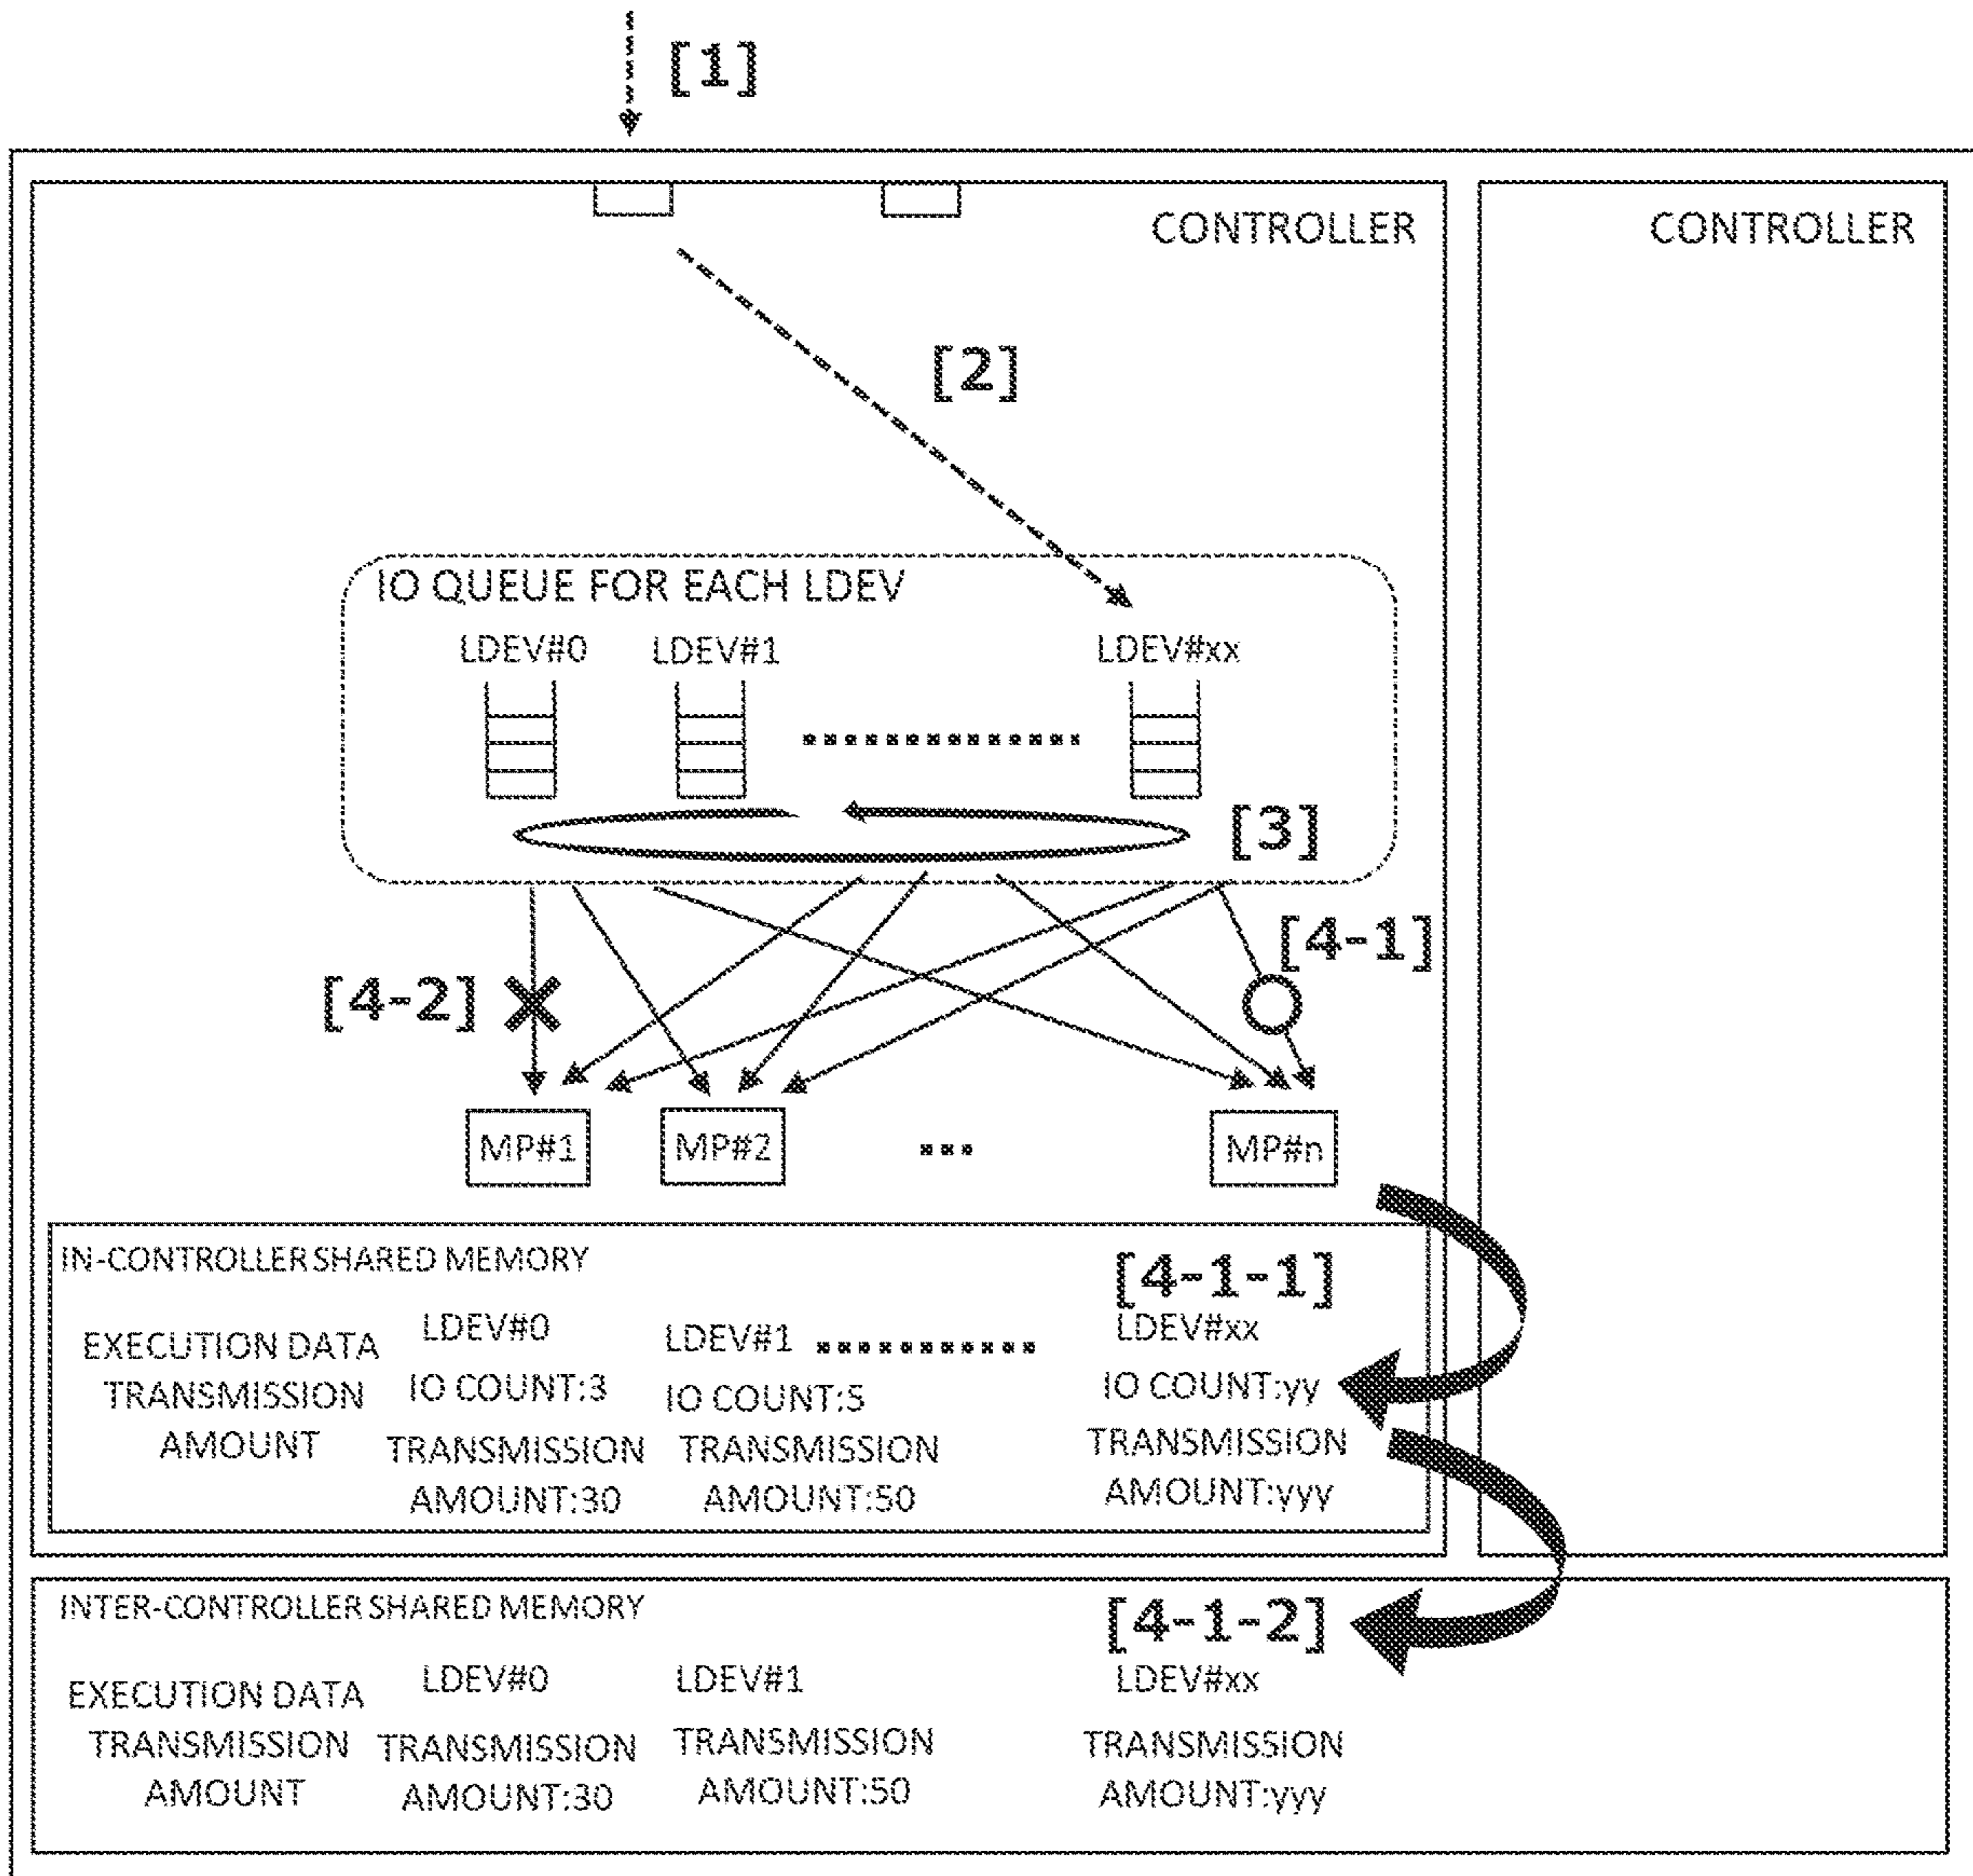 [1]
CONTROLLER
CONTROLLER
[2]
IO QUEUE FOR EACH LDEV
LDEV#0
LDEV#1
LDEV#xx
[3]
[4-1]
[4-2]
MP#1
MP#2
MP#n
IN-CONTROLLER SHARED MEMORY
[4-1-1]
EXECUTION DATA
TRANSMISSION
AMOUNT
LDEV#0
IO COUNT:3
TRANSMISSION
AMOUNT:30
LDEV#1
IO COUNT:5
TRANSMISSION
AMOUNT:50
LDEV#xx
IO COUNT:yy
TRANSMISSION
AMOUNT:yyy
INTER-CONTROLLER SHARED MEMORY
[4-1-2]
EXECUTION DATA
TRANSMISSION
AMOUNT
LDEV#0
TRANSMISSION
AMOUNT:30
LDEV#1
TRANSMISSION
AMOUNT:50
LDEV#xx
TRANSMISSION
AMOUNT:yyy